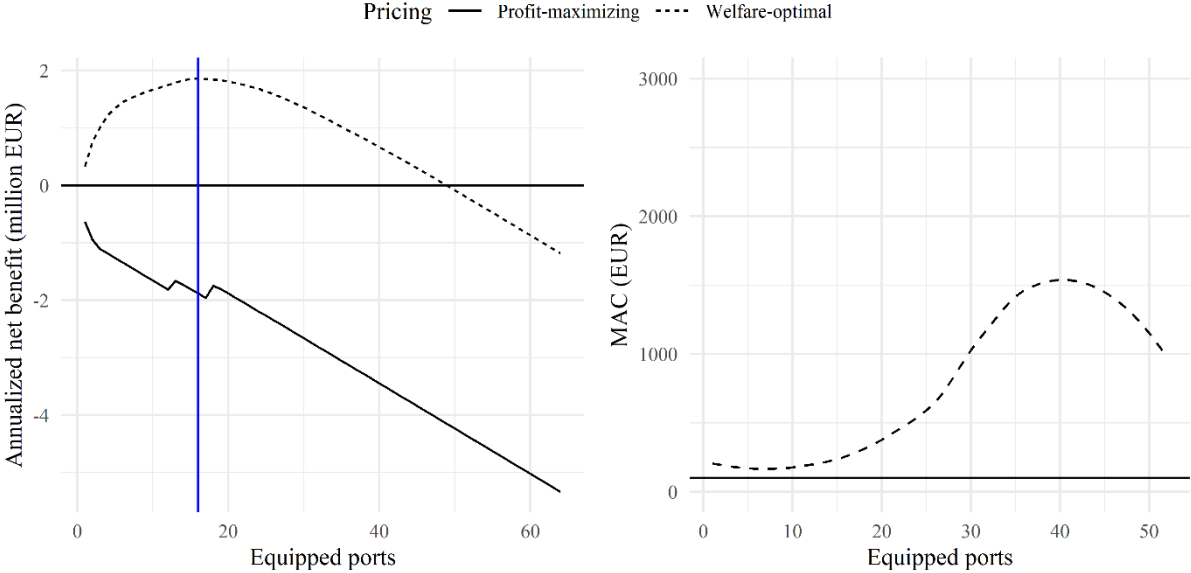 Pricing Profit-maximizing Welfare-optimal
Annualized net benefit (million EUR)
2
0
-2
-4
0 20 40 60
Equipped ports
MAC (EUR)
3000
2000
1000
0
0 10 20 30 40 50
Equipped ports